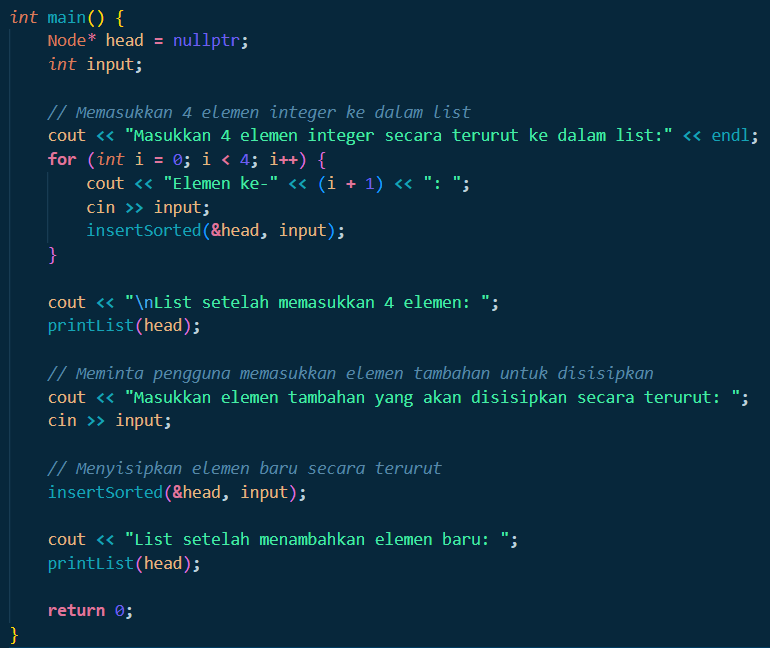 int main() {
    Node* head = nullptr;
    int input;

    // Memasukkan 4 elemen integer ke dalam list
    cout << "Masukkan 4 elemen integer secara terurut ke dalam list:" << endl;
    for (int i = 0; i < 4; i++) {
        cout << "Elemen ke-" << (i + 1) << ": ";
        cin >> input;
        insertSorted(&head, input);
    }

    cout << "\nList setelah memasukkan 4 elemen: ";
    printList(head);

    // Meminta pengguna memasukkan elemen tambahan untuk disisipkan
    cout << "Masukkan elemen tambahan yang akan disisipkan secara terurut: ";
    cin >> input;

    // Menyisipkan elemen baru secara terurut
    insertSorted(&head, input);

    cout << "List setelah menambahkan elemen baru: ";
    printList(head);

    return 0;
}